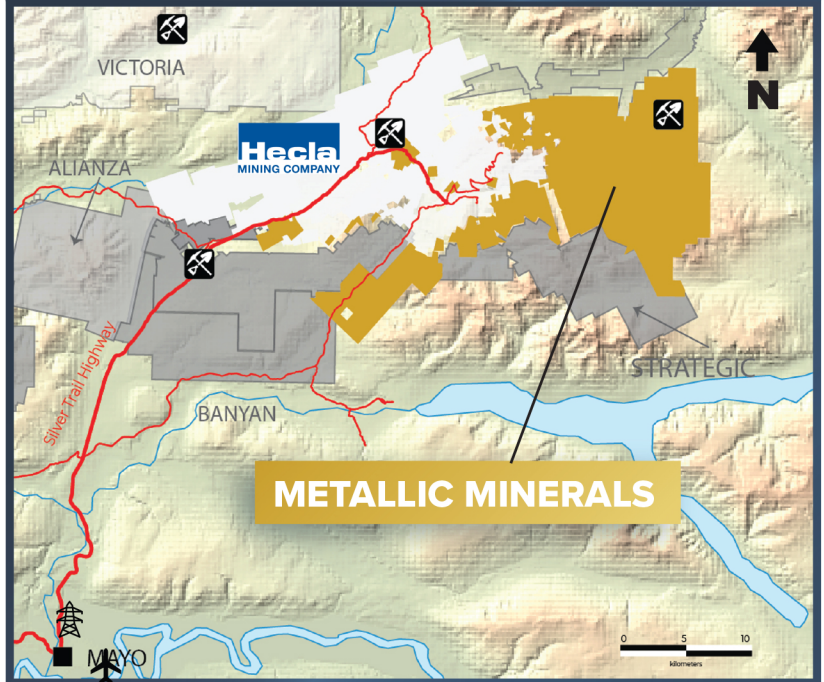 VICTORIA
N
Hecla
MINING COMPANY
ALIANZA
Silver Trail Highway
STRATEGIC
BANYAN
METALLIC MINERALS
0 5 10
kilometers
MAYO